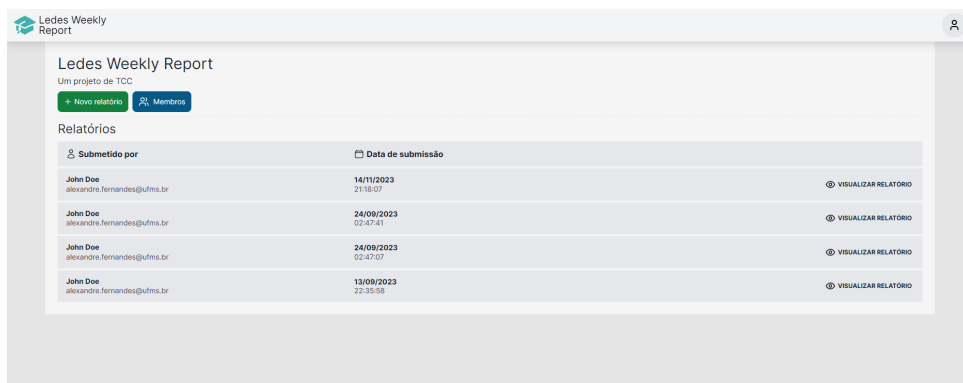 Ledes Weekly
Report
Ledes Weekly Report
Um projeto de TCC
+ Novo relatório Membros
Relatórios
Submetido por Data de submissão
John Doe 14/11/2023
alexandre.fernandes@ufms.br 21:18:07 VISUALIZAR RELATÓRIO
John Doe 24/09/2023
alexandre.fernandes@ufms.br 02:47:41 VISUALIZAR RELATÓRIO
John Doe 24/09/2023
alexandre.fernandes@ufms.br 02:47:07 VISUALIZAR RELATÓRIO
John Doe 13/09/2023
alexandre.fernandes@ufms.br 22:35:58 VISUALIZAR RELATÓRIO